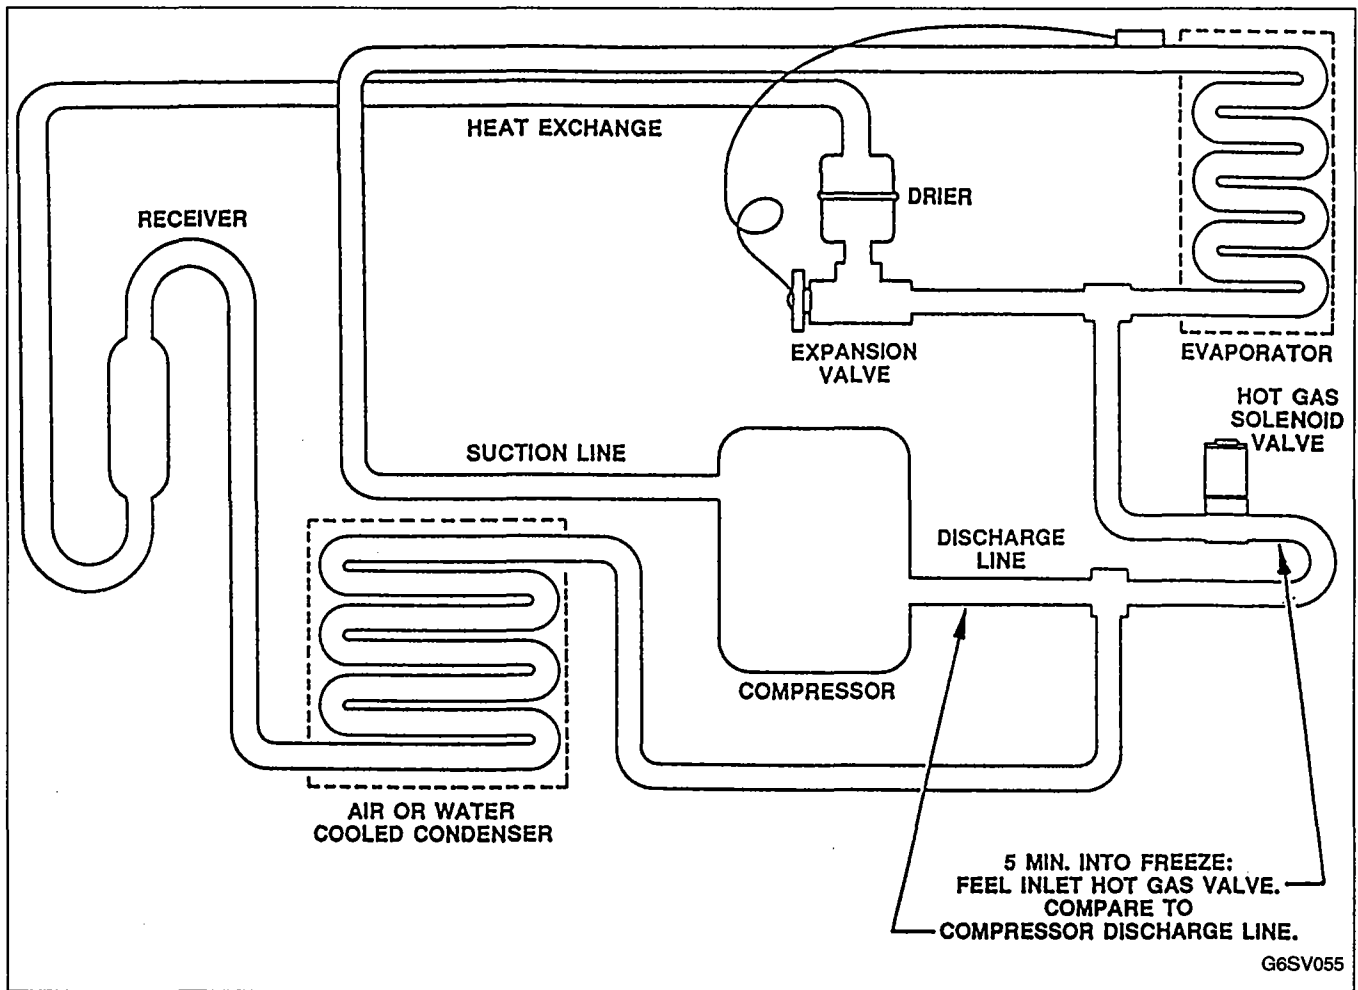 HEAT EXCHANGE
DRIER
RECEIVER
EXPANSION
VALVE
EVAPORATOR
HOT GAS
SOLENOID
VALVE
SUCTION LINE
DISCHARGE
LINE
COMPRESSOR
AIR OR WATER
COOLED CONDENSER
5 MIN. INTO FREEZE:
FEEL INLET HOT GAS VALVE.
COMPARE TO
COMPRESSOR DISCHARGE LINE.
G6SV055